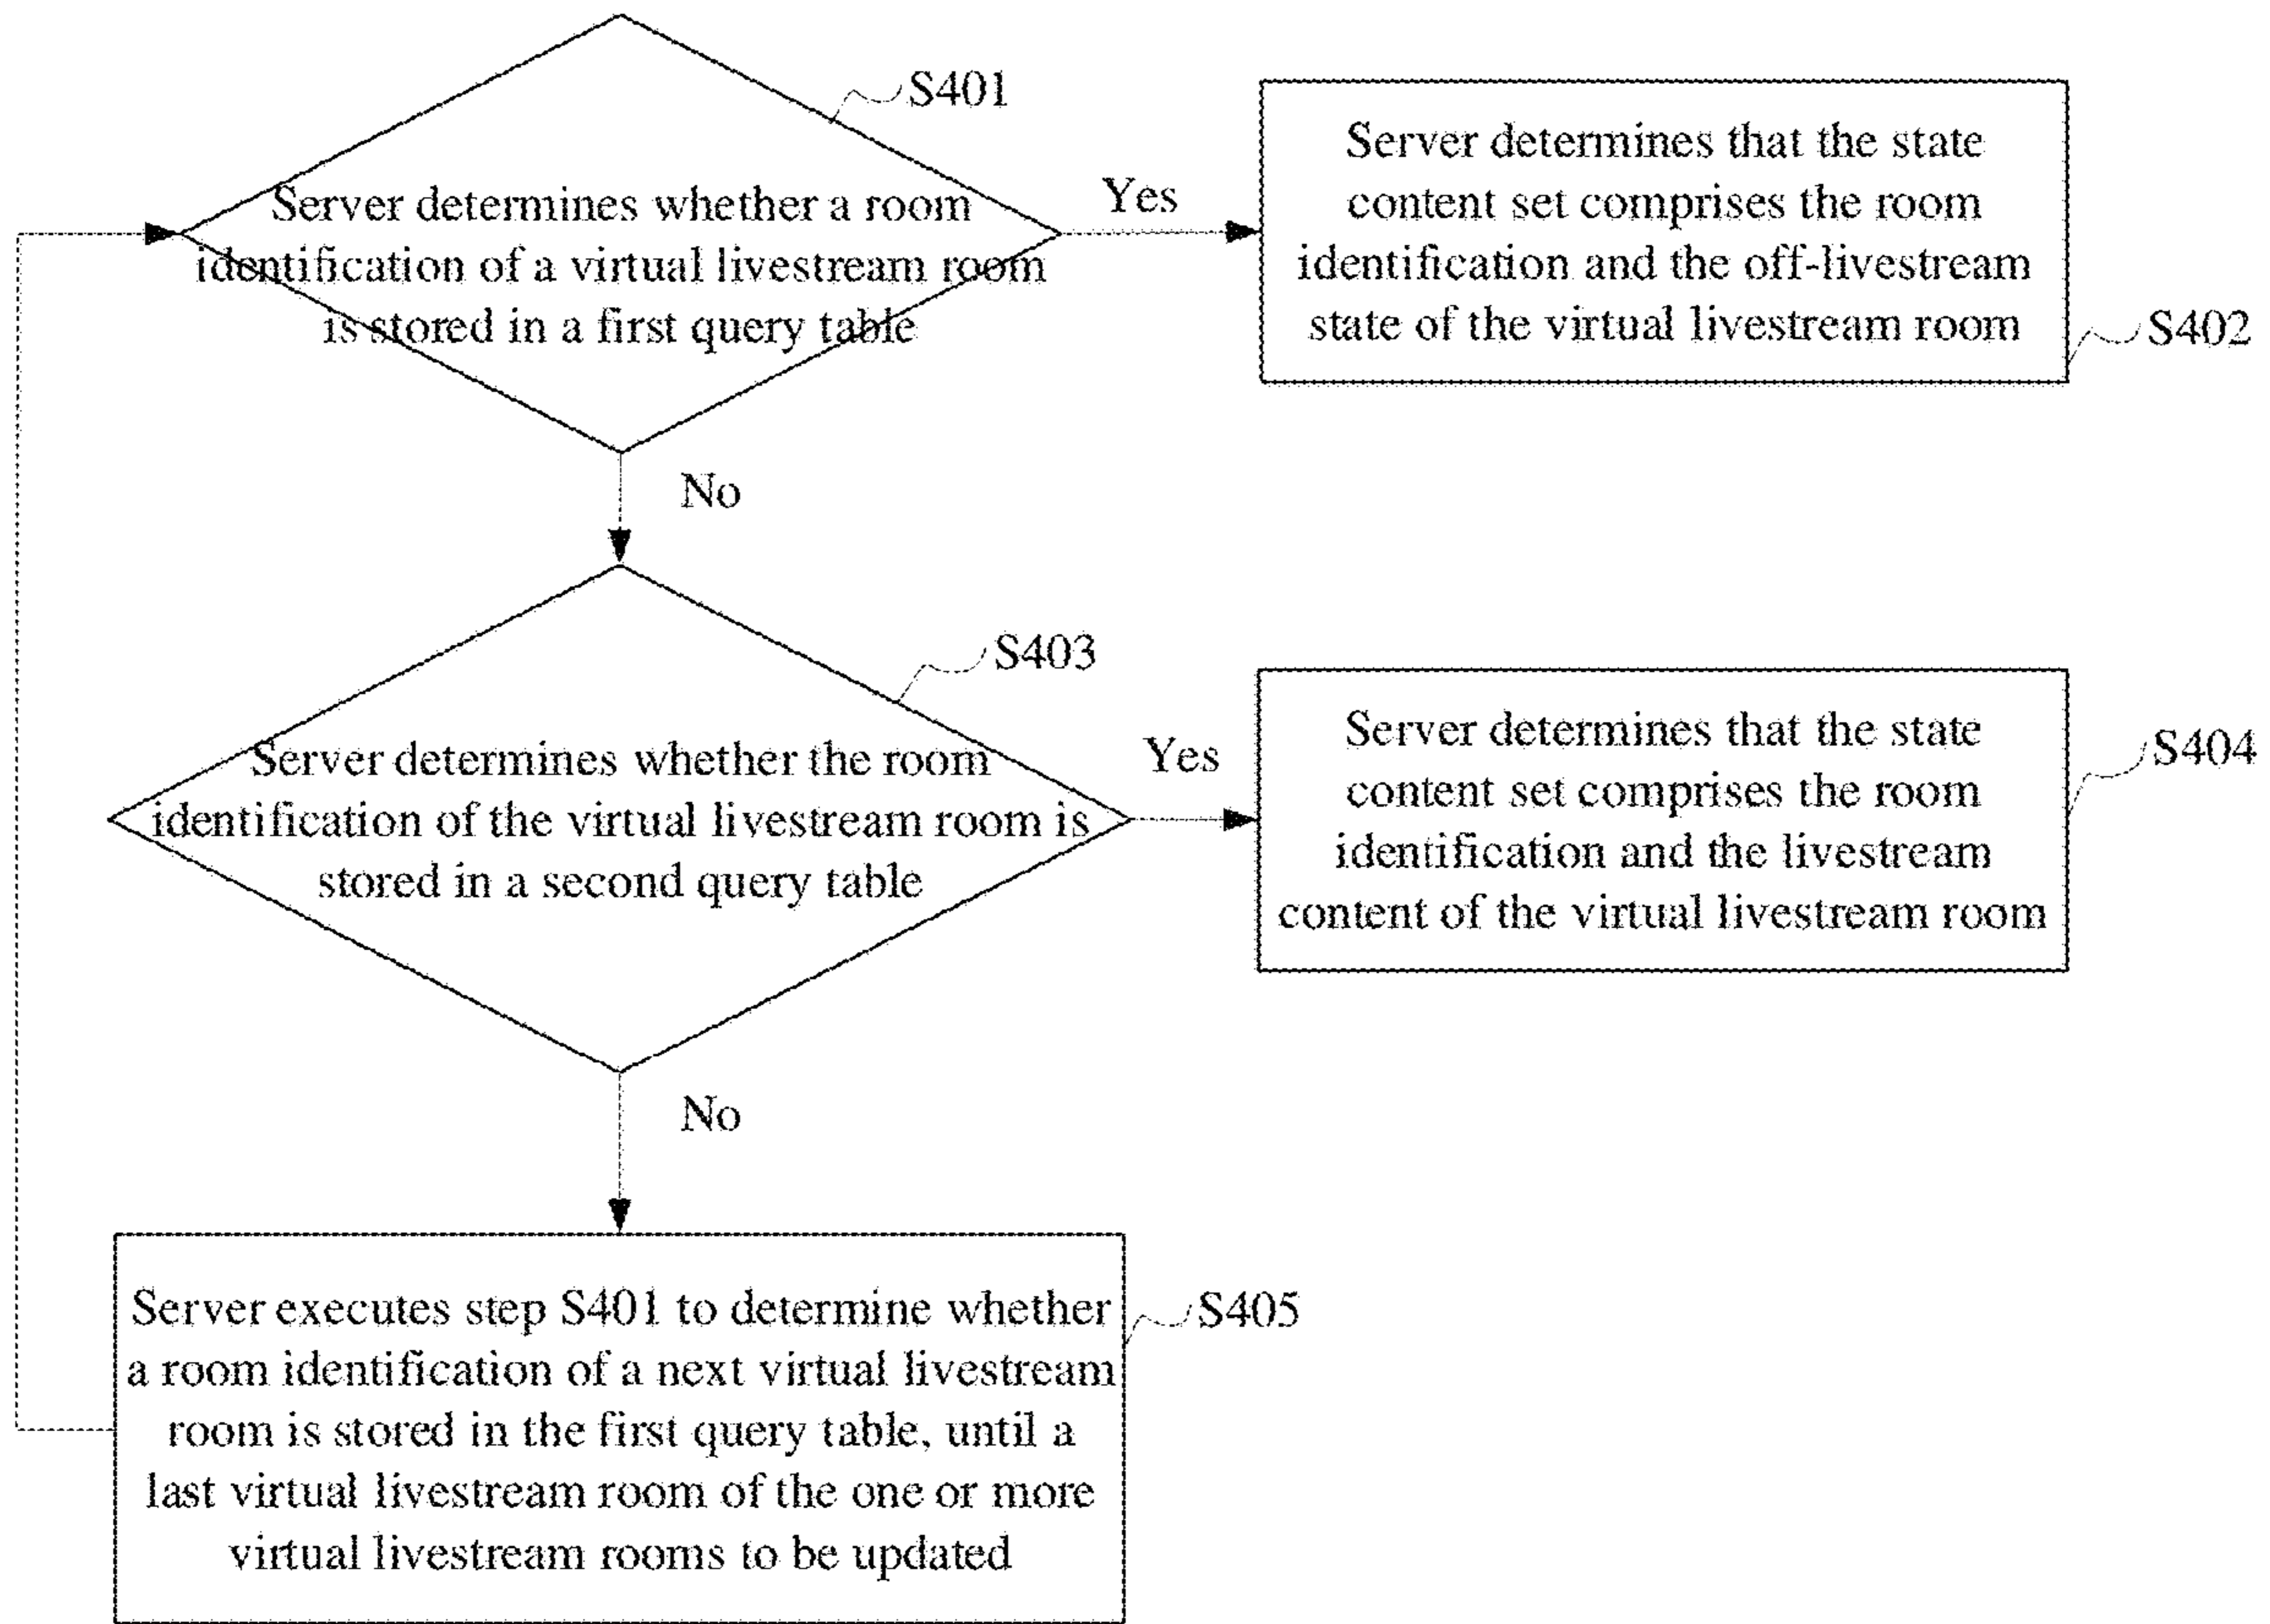 S401
Server determines whether a room
identification of a virtual livestream room
is stored in a first query table
Yes
Server determines that the state
content set comprises the room
identification and the off-livestream
state of the virtual livestream room
S402
No
S403
Server determines whether the room
identification of the virtual livestream room is
stored in a second query table
Yes
Server determines that the state
content set comprises the room
identification and the livestream
content of the virtual livestream room
S404
No
Server executes step S401 to determine whether
a room identification of a next virtual livestream
room is stored in the first query table, until a
last virtual livestream room of the one or more
virtual livestream rooms to be updated
S405